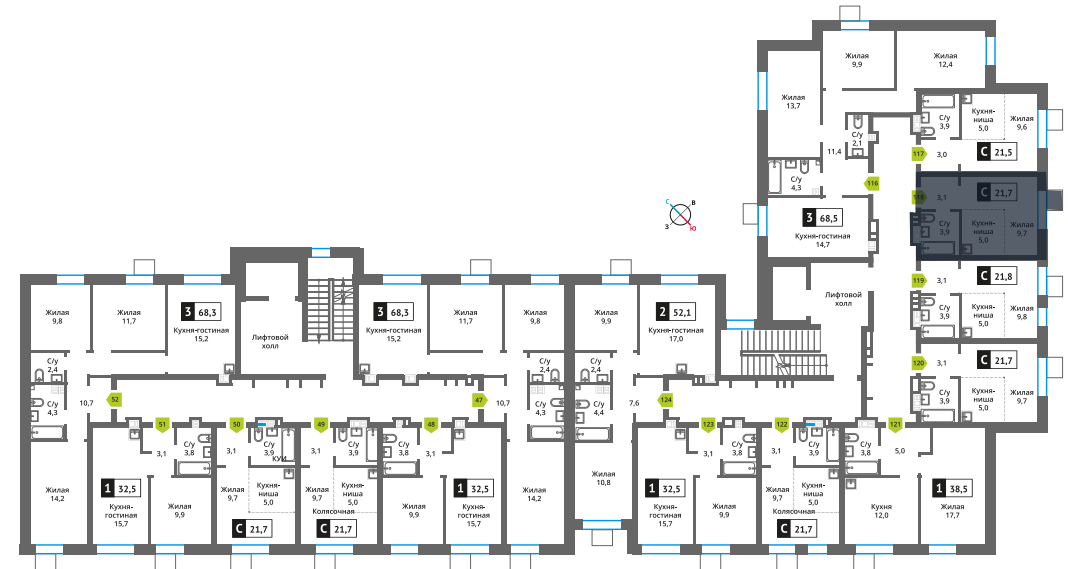 Жилая
9,9
Жилая
12,4
Жилая
13,7
С/у
2,1
11,4
С/у
4,3
116
3 68,5
Кухня-гостиная
14,7
С/у
3,9
Кухня-
ниша
5,0
Жилая
9,6
117
3,0
С 21,5
С 21,7
118
3,1
С/у
3,9
Кухня-
ниша
5,0
Жилая
9,7
119
3,1
С 21,8
С/у
3,9
Кухня-
ниша
5,0
Жилая
9,8
120
3,1
С 21,7
С/у
3,9
Кухня-
ниша
5,0
Жилая
9,7
С
В
З
Ю
Лифтовой
холл
Жилая
9,8
Жилая
11,7
3 68,3
Кухня-гостиная
15,2
Лифтовой
холл
3 68,3
Кухня-гостиная
15,2
Жилая
11,7
Жилая
9,8
Жилая
9,9
2 52,1
Кухня-гостиная
17,0
С/у
2,4
С/у
4,3
10,7
52
47
10,7
С/у
2,4
С/у
4,3
С/у
2,4
С/у
4,4
7,6
124
51
50
49
48
123
122
121
3,1
С/у
3,8
3,1
С/у
3,9
КУИ
3,1
С/у
3,9
С/у
3,8
3,1
3,1
С/у
3,8
3,1
С/у
3,9
С/у
3,8
5,0
Жилая
14,2
1 32,5
Кухня-
гостиная
15,7
Жилая
9,9
Жилая
9,7
Кухня-
ниша
5,0
С 21,7
Жилая
9,7
Кухня-
ниша
5,0
Колясочная
С 21,7
Жилая
9,9
1 32,5
Кухня-
гостиная
15,7
Жилая
14,2
Жилая
10,8
1 32,5
Кухня-
гостиная
15,7
Жилая
9,9
Жилая
9,7
Кухня-
ниша
5,0
Колясочная
С 21,7
Кухня
12,0
1 38,5
Жилая
17,7